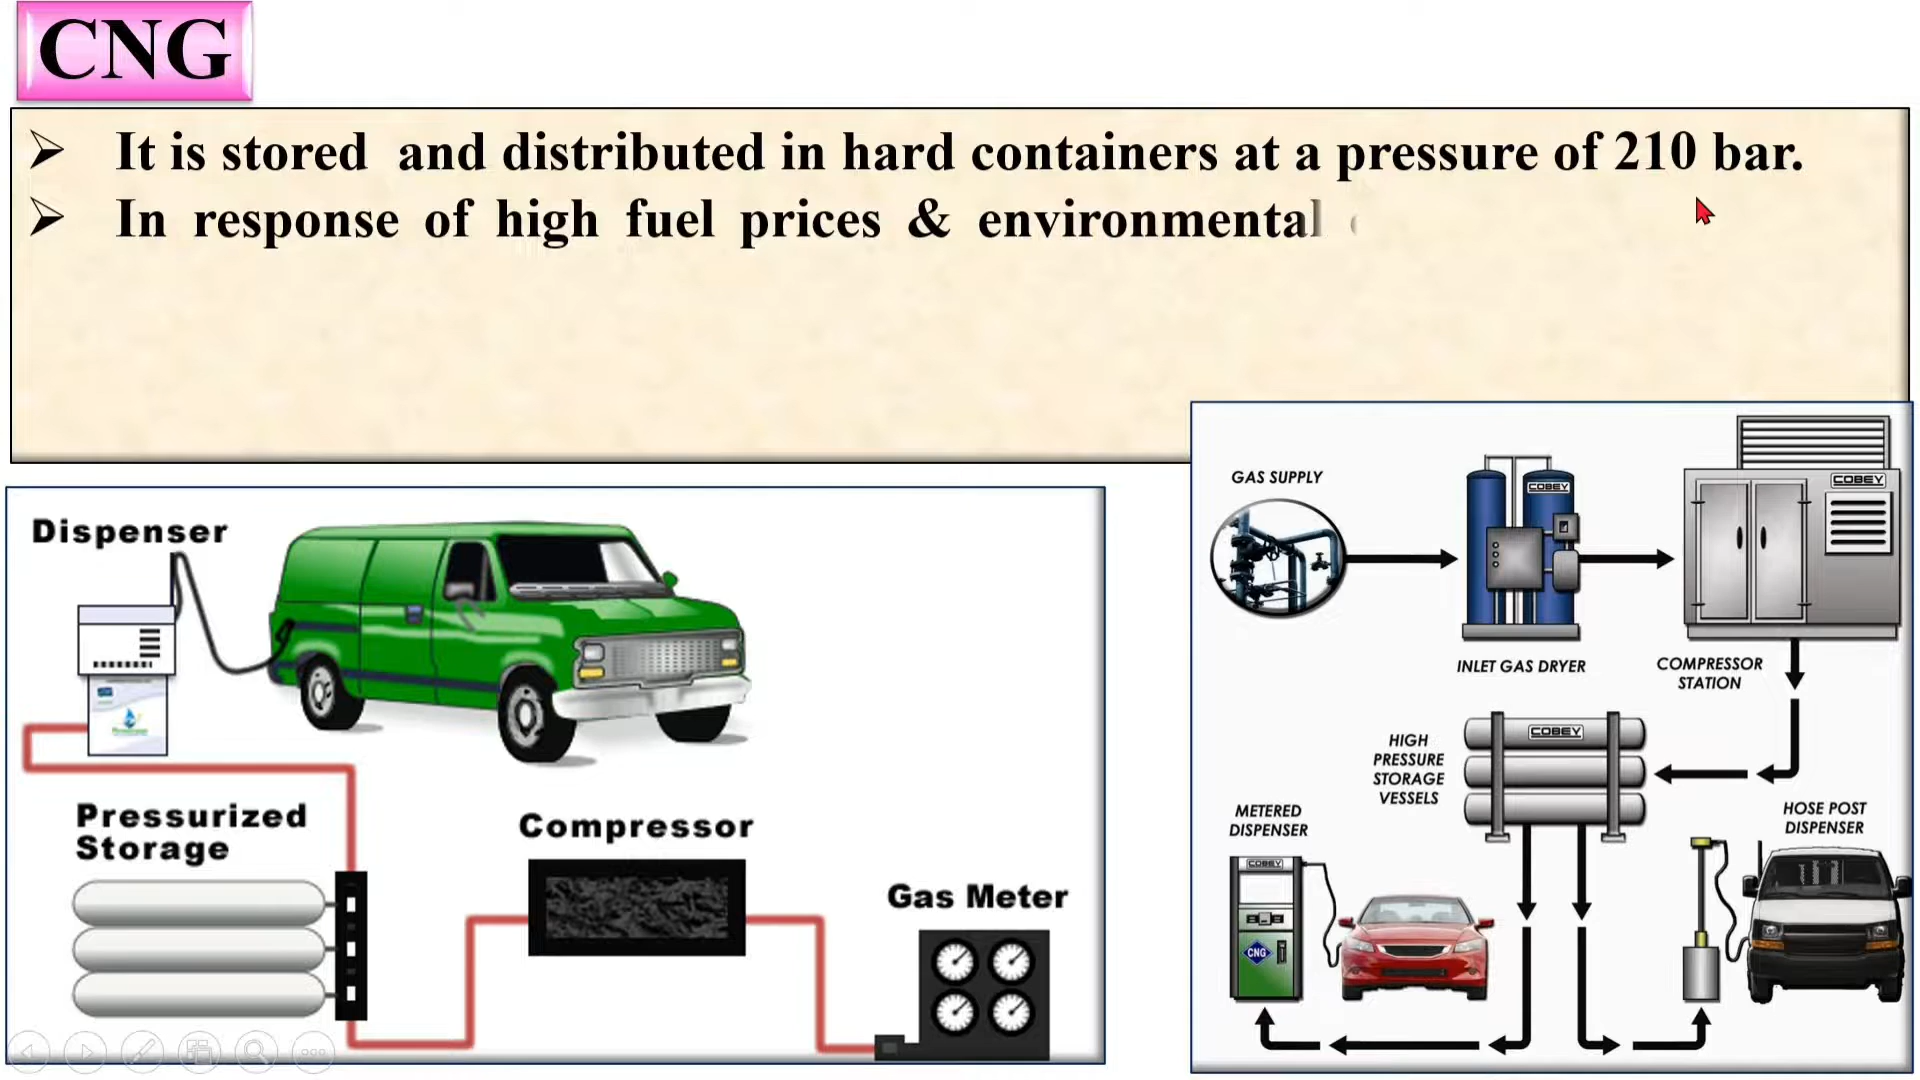 CNG
It is stored and distributed in hard containers at a pressure of 210 bar.
In response of high fuel prices & environmental
Dispenser
Pressurized
Storage
Compressor
Gas Meter
GAS SUPPLY
COBEY
COBEY
INLET GAS DRYER
COMPRESSOR
STATION
HIGH
PRESSURE
STORAGE
VESSELS
COBEY
METERED
DISPENSER
HOSE POST
DISPENSER
COBEY
CNG